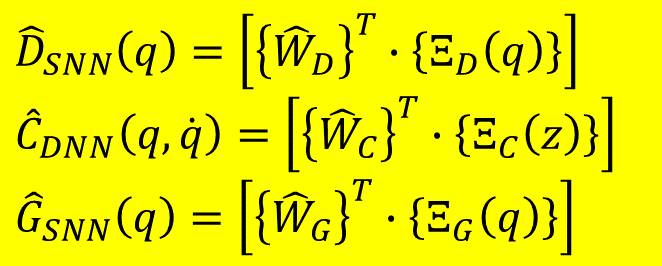 D̂_SNN(q) = [{Ŵ_D}^T · {Ξ_D(q)}]
Ĉ_DNN(q, q̇) = [{Ŵ_C}^T · {Ξ_C(z)}]
Ĝ_SNN(q) = [{Ŵ_G}^T · {Ξ_G(q)}]